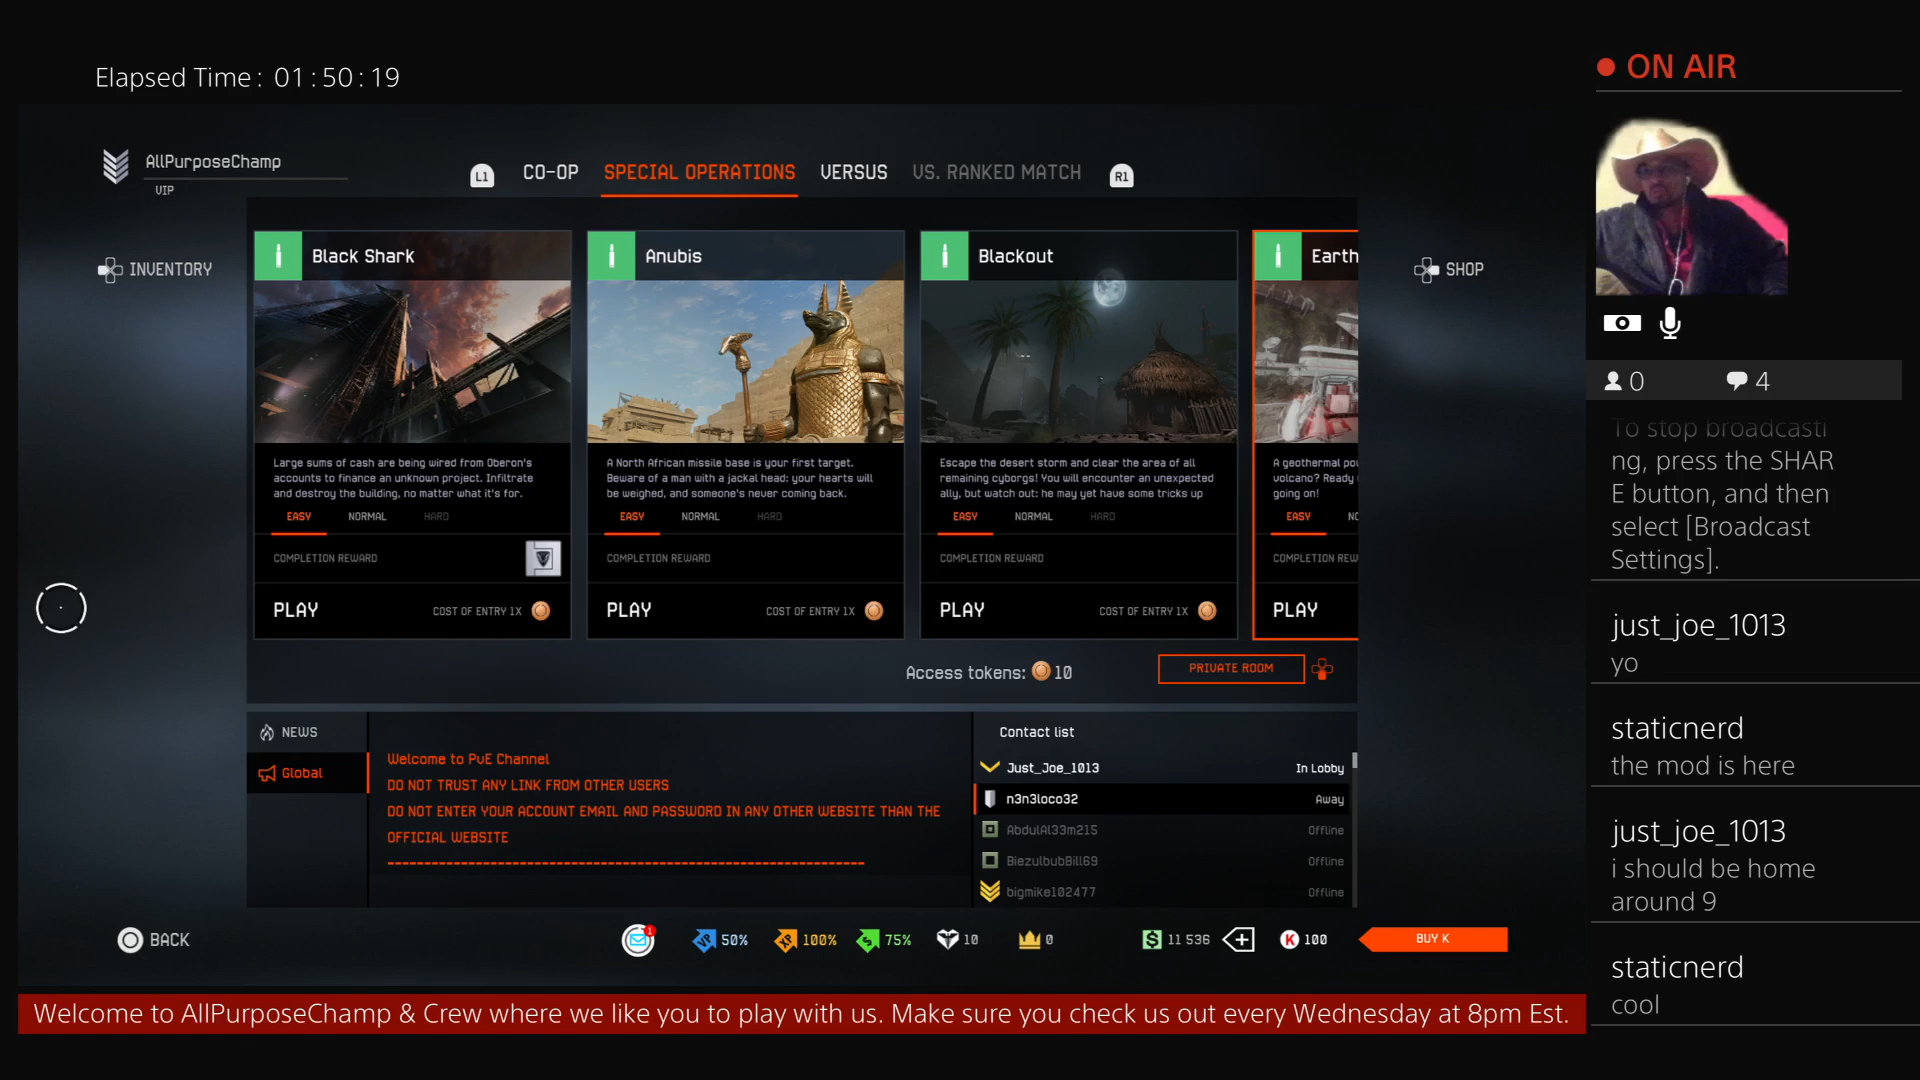 Elapsed Time : 01 : 50 : 19
ON AIR
AllPurposeChamp
VIP
L1
CO-OP
SPECIAL OPERATIONS
VERSUS
VS. RANKED MATCH
R1
INVENTORY
SHOP
Black Shark
Large sums of cash are being wired from Oberon's
accounts to finance an unknown project. Infiltrate
and destroy the building, no matter what it's for.
EASY NORMAL HARD
COMPLETION REWARD
PLAY
COST OF ENTRY 1X
Anubis
A North African missile base is your first target.
Beware of a man with a jackal head: your hearts will
be weighed, and someone's never coming back.
EASY NORMAL HARD
COMPLETION REWARD
PLAY
COST OF ENTRY 1X
Blackout
Escape the desert storm and clear the area of all
remaining cyborgs! You will encounter an unexpected
ally, but watch out: he may yet have some tricks up
EASY NORMAL HARD
COMPLETION REWARD
PLAY
COST OF ENTRY 1X
Earth
A geothermal po
volcano? Ready
going on!
EASY NO
COMPLETION REW
PLAY
Access tokens: 10
PRIVATE ROOM
NEWS
Global
Welcome to PvE Channel
DO NOT TRUST ANY LINK FROM OTHER USERS
DO NOT ENTER YOUR ACCOUNT EMAIL AND PASSWORD IN ANY OTHER WEBSITE THAN THE
OFFICIAL WEBSITE
Contact list
Just_Joe_1013 In Lobby
n3n3loco32 Away
AbdulAl33m215 Offline
BiezulbubBill69 Offline
bigmike102477 Offline
BACK
1
50%
100%
75%
10
0
$ 11 536
K 100
BUY K
Welcome to AllPurposeChamp & Crew where we like you to play with us. Make sure you check us out every Wednesday at 8pm Est.
0
4
To stop broadcasti
ng, press the SHAR
E button, and then
select [Broadcast
Settings].
just_joe_1013
yo
staticnerd
the mod is here
just_joe_1013
i should be home
around 9
staticnerd
cool